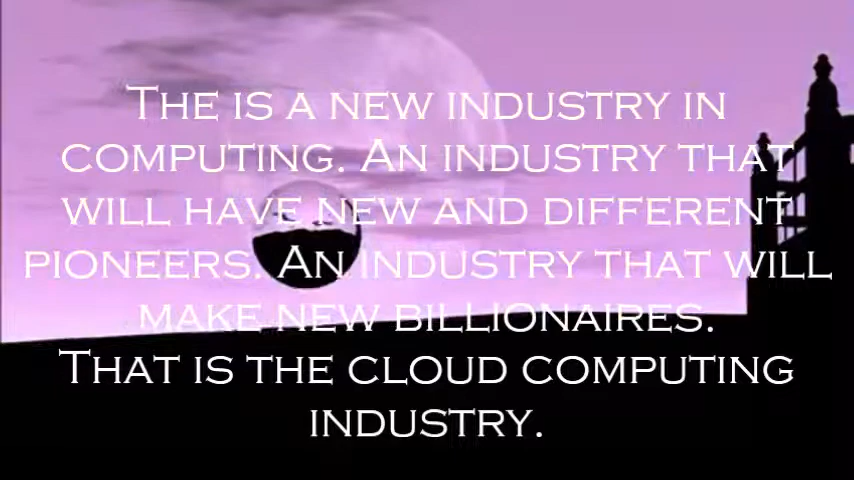 The is a new industry in
computing. An industry that
will have new and different
pioneers. An industry that will
make new billionaires.
That is the cloud computing
industry.